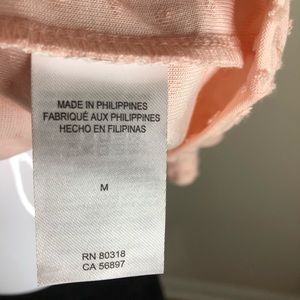 MADE IN PHILIPPINES
FABRIQUÉ AUX PHILIPPINES
HECHO EN FILIPINAS
M
RN 80318
CA 56897